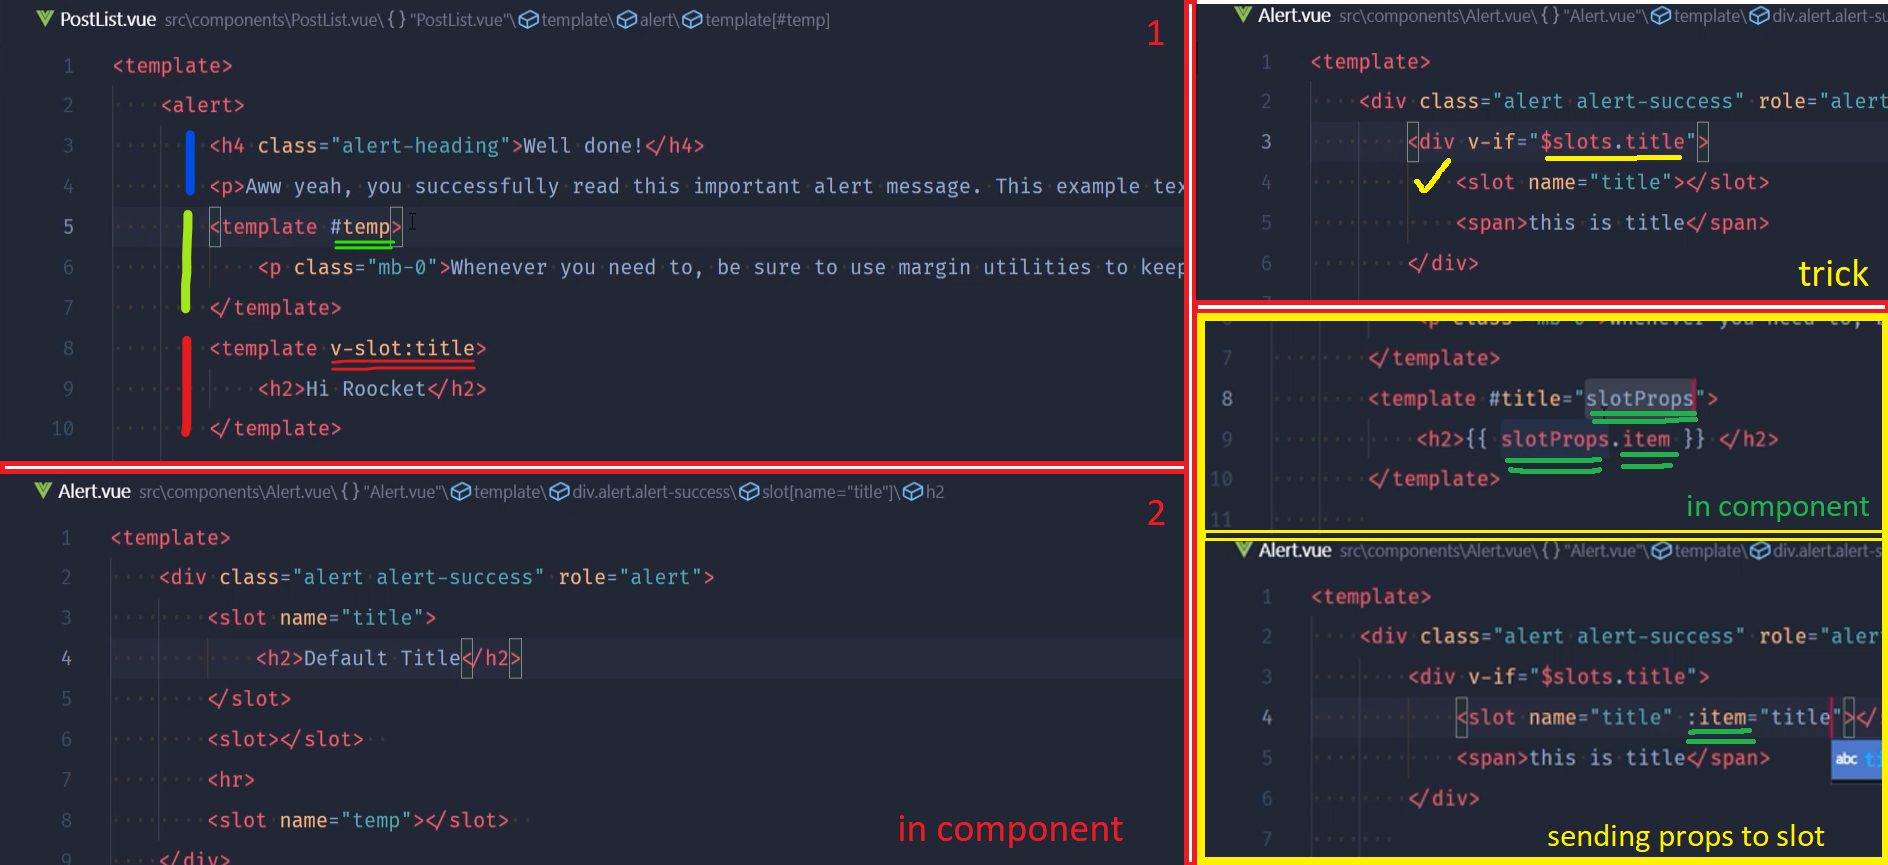 PostList.vue src\components\PostList.vue\{} "PostList.vue"\template\alert\template[#temp]
1
1 <template>
2 <alert>
3 <h4 class="alert-heading">Well done!</h4>
4 <p>Aww yeah, you successfully read this important alert message. This example tex
5 <template #temp>
6 <p class="mb-0">Whenever you need to, be sure to use margin utilities to keep
7 </template>
8 <template v-slot:title>
9 <h2>Hi Roocket</h2>
10 </template>
Alert.vue src\components\Alert.vue\{} "Alert.vue"\template\div.alert.alert-success\slot[name="title"]\h2
2
1 <template>
2 <div class="alert alert-success" role="alert">
3 <slot name="title">
4 <h2>Default Title</h2>
5 </slot>
6 <slot></slot>
7 <hr>
8 <slot name="temp"></slot>
9 </div>
in component
Alert.vue src\components\Alert.vue\{} "Alert.vue"\template\div.alert.alert-su
1 <template>
2 <div class="alert alert-success" role="alert
3 <div v-if="$slots.title">
4 <slot name="title"></slot>
5 <span>this is title</span>
6 </div>
trick
7 </template>
8 <template #title="slotProps">
9 <h2>{{ slotProps.item }} </h2>
10 </template>
11
in component
Alert.vue src\components\Alert.vue\{} "Alert.vue"\template\div.alert.alert-s
1 <template>
2 <div class="alert alert-success" role="aler
3 <div v-if="$slots.title">
4 <slot name="title" :item="title"></
5 <span>this is title</span>
abc
6 </div>
7
sending props to slot